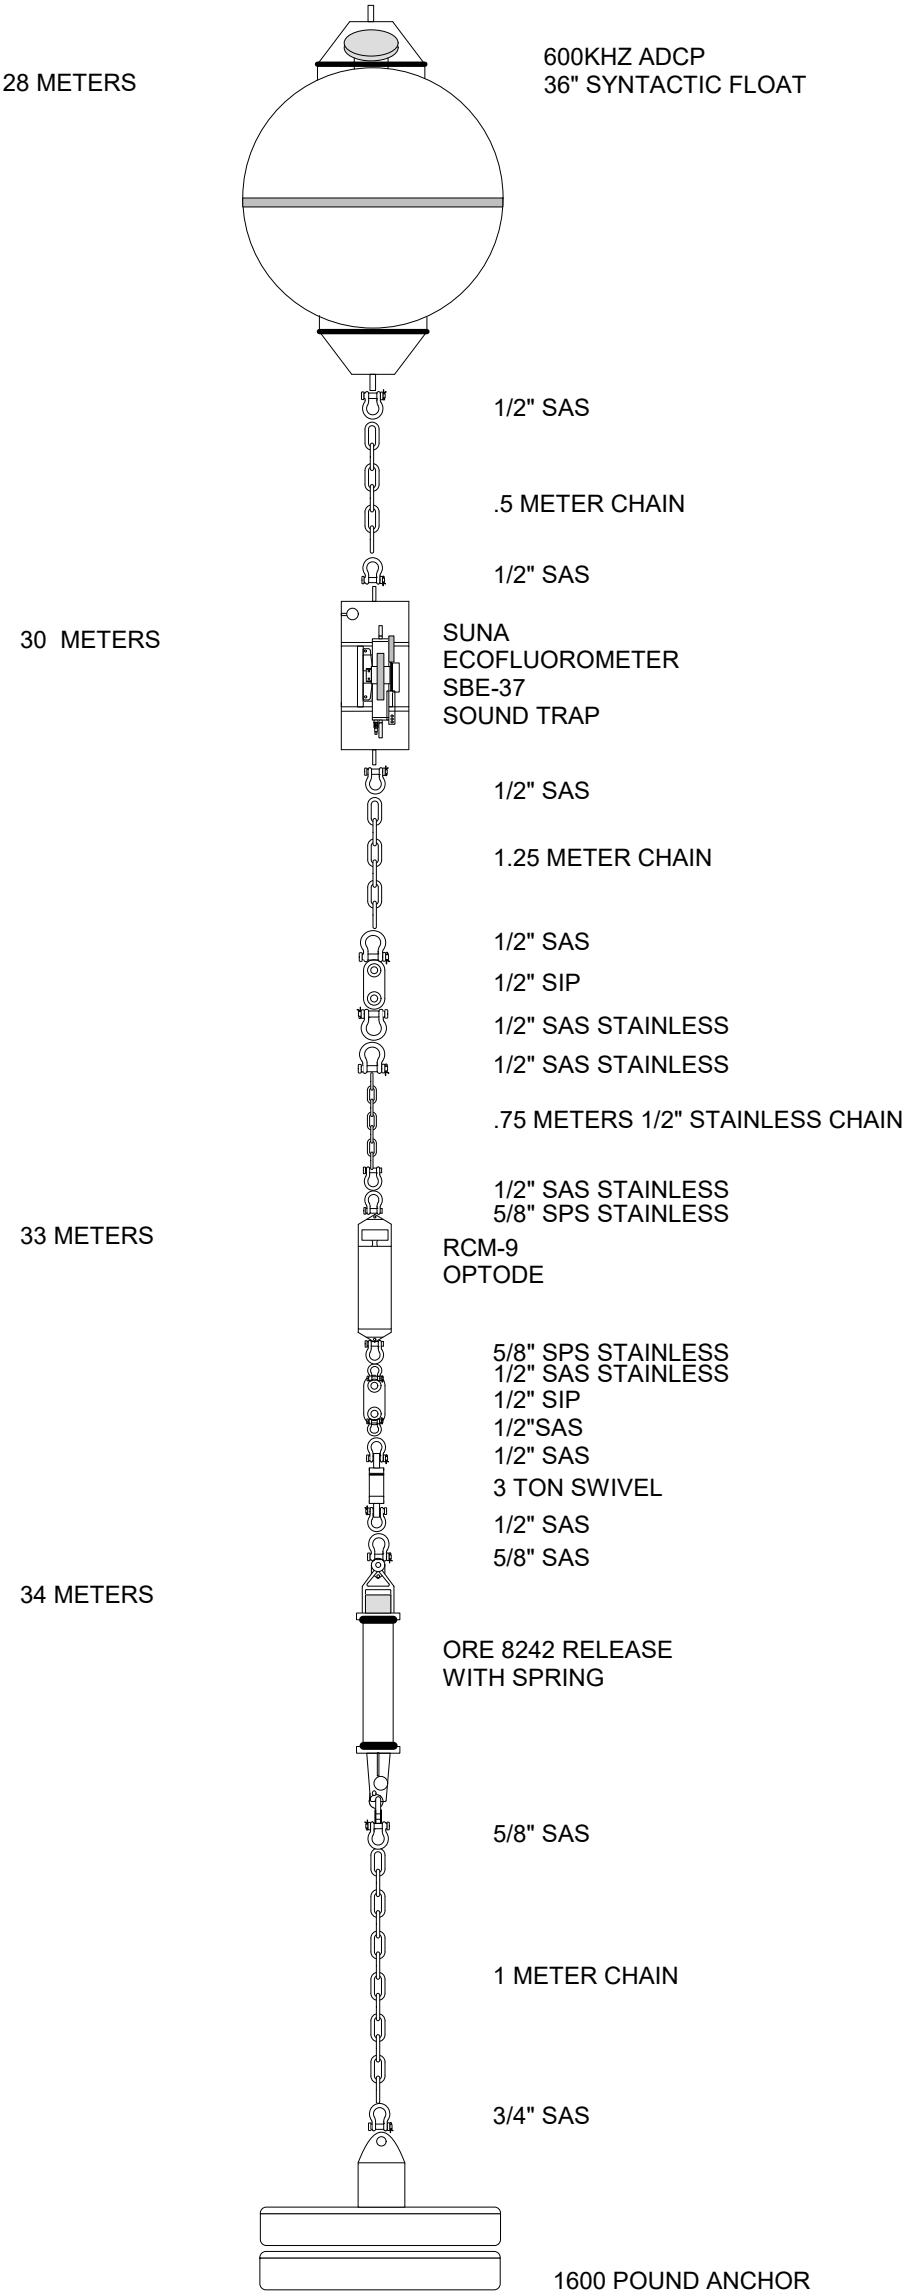 28 METERS
600KHZ ADCP
36" SYNTACTIC FLOAT
1/2" SAS
.5 METER CHAIN
1/2" SAS
30 METERS
SUNA
ECOFLUOROMETER
SBE-37
SOUND TRAP
1/2" SAS
1.25 METER CHAIN
1/2" SAS
1/2" SIP
1/2" SAS STAINLESS
1/2" SAS STAINLESS
.75 METERS 1/2" STAINLESS CHAIN
1/2" SAS STAINLESS
5/8" SPS STAINLESS
33 METERS
RCM-9
OPTODE
5/8" SPS STAINLESS
1/2" SAS STAINLESS
1/2" SIP
1/2"SAS
1/2" SAS
3 TON SWIVEL
1/2" SAS
5/8" SAS
34 METERS
ORE 8242 RELEASE
WITH SPRING
5/8" SAS
1 METER CHAIN
3/4" SAS
1600 POUND ANCHOR